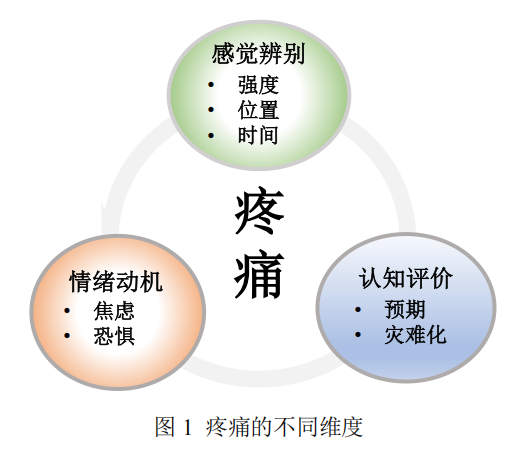 感觉辨别
• 强度
• 位置
• 时间
疼
痛
情绪动机
• 焦虑
• 恐惧
认知评价
• 预期
• 灾难化
图 1 疼痛的不同维度